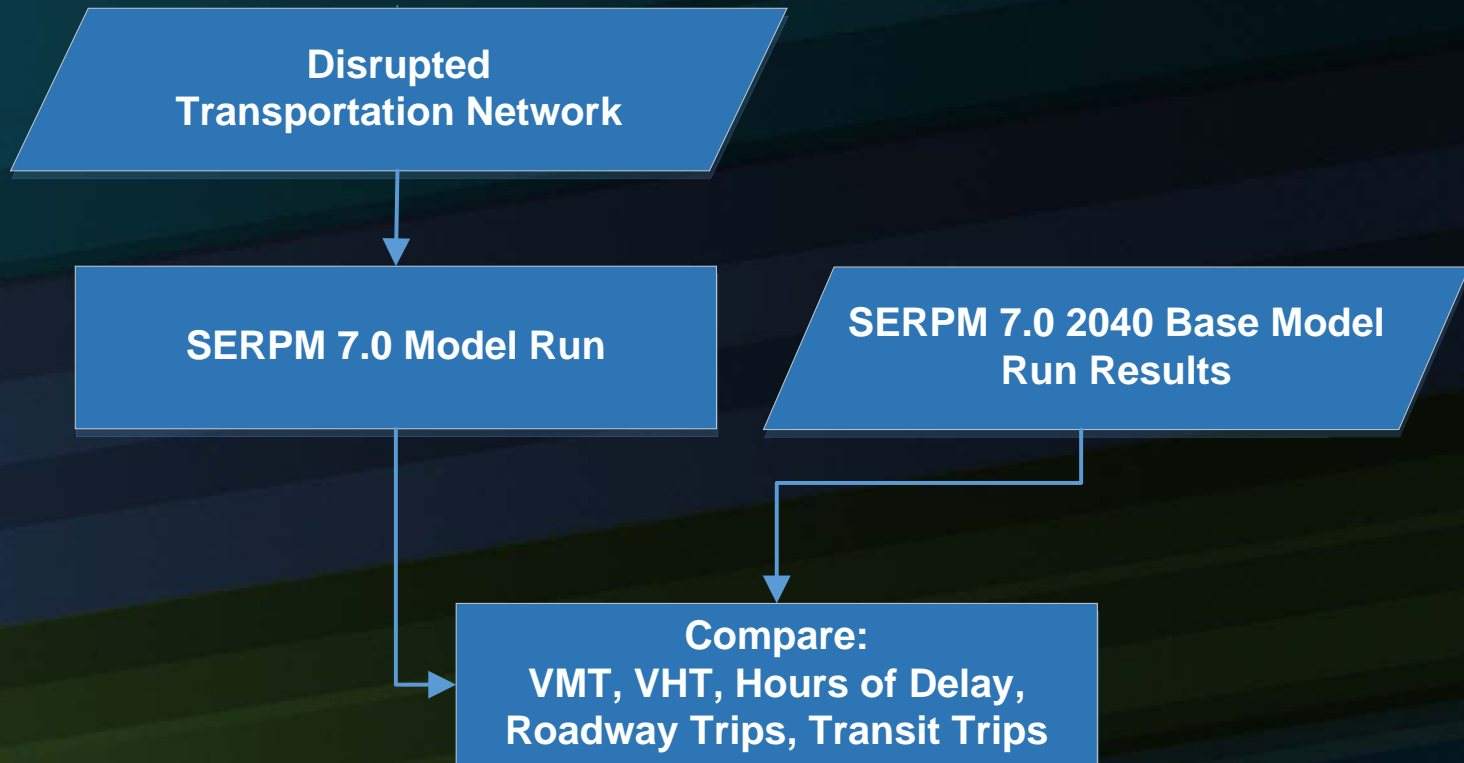 Disrupted
Transportation Network
SERPM 7.0 Model Run
SERPM 7.0 2040 Base Model
Run Results
Compare:
VMT, VHT, Hours of Delay,
Roadway Trips, Transit Trips